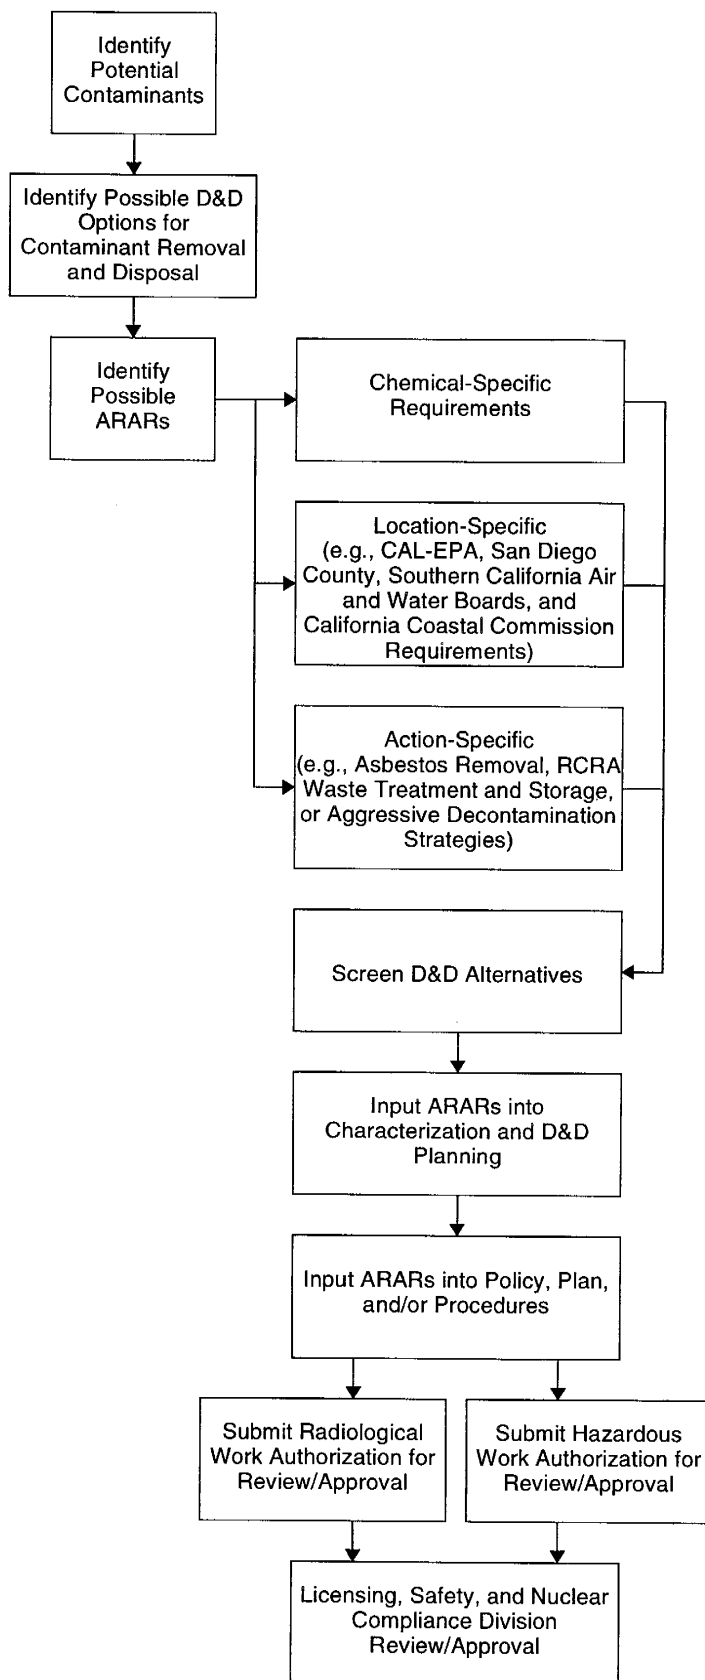 Identify
Potential
Contaminants
Identify Possible D&D
Options for
Contaminant Removal
and Disposal
Identify
Possible
ARARs
Chemical-Specific
Requirements
Location-Specific
(e.g., CAL-EPA, San Diego
County, Southern California Air
and Water Boards, and
California Coastal Commission
Requirements)
Action-Specific
(e.g., Asbestos Removal, RCRA
Waste Treatment and Storage,
or Aggressive Decontamination
Strategies)
Screen D&D Alternatives
Input ARARs into
Characterization and D&D
Planning
Input ARARs into Policy, Plan,
and/or Procedures
Submit Radiological
Work Authorization for
Review/Approval
Submit Hazardous
Work Authorization for
Review/Approval
Licensing, Safety, and Nuclear
Compliance Division
Review/Approval